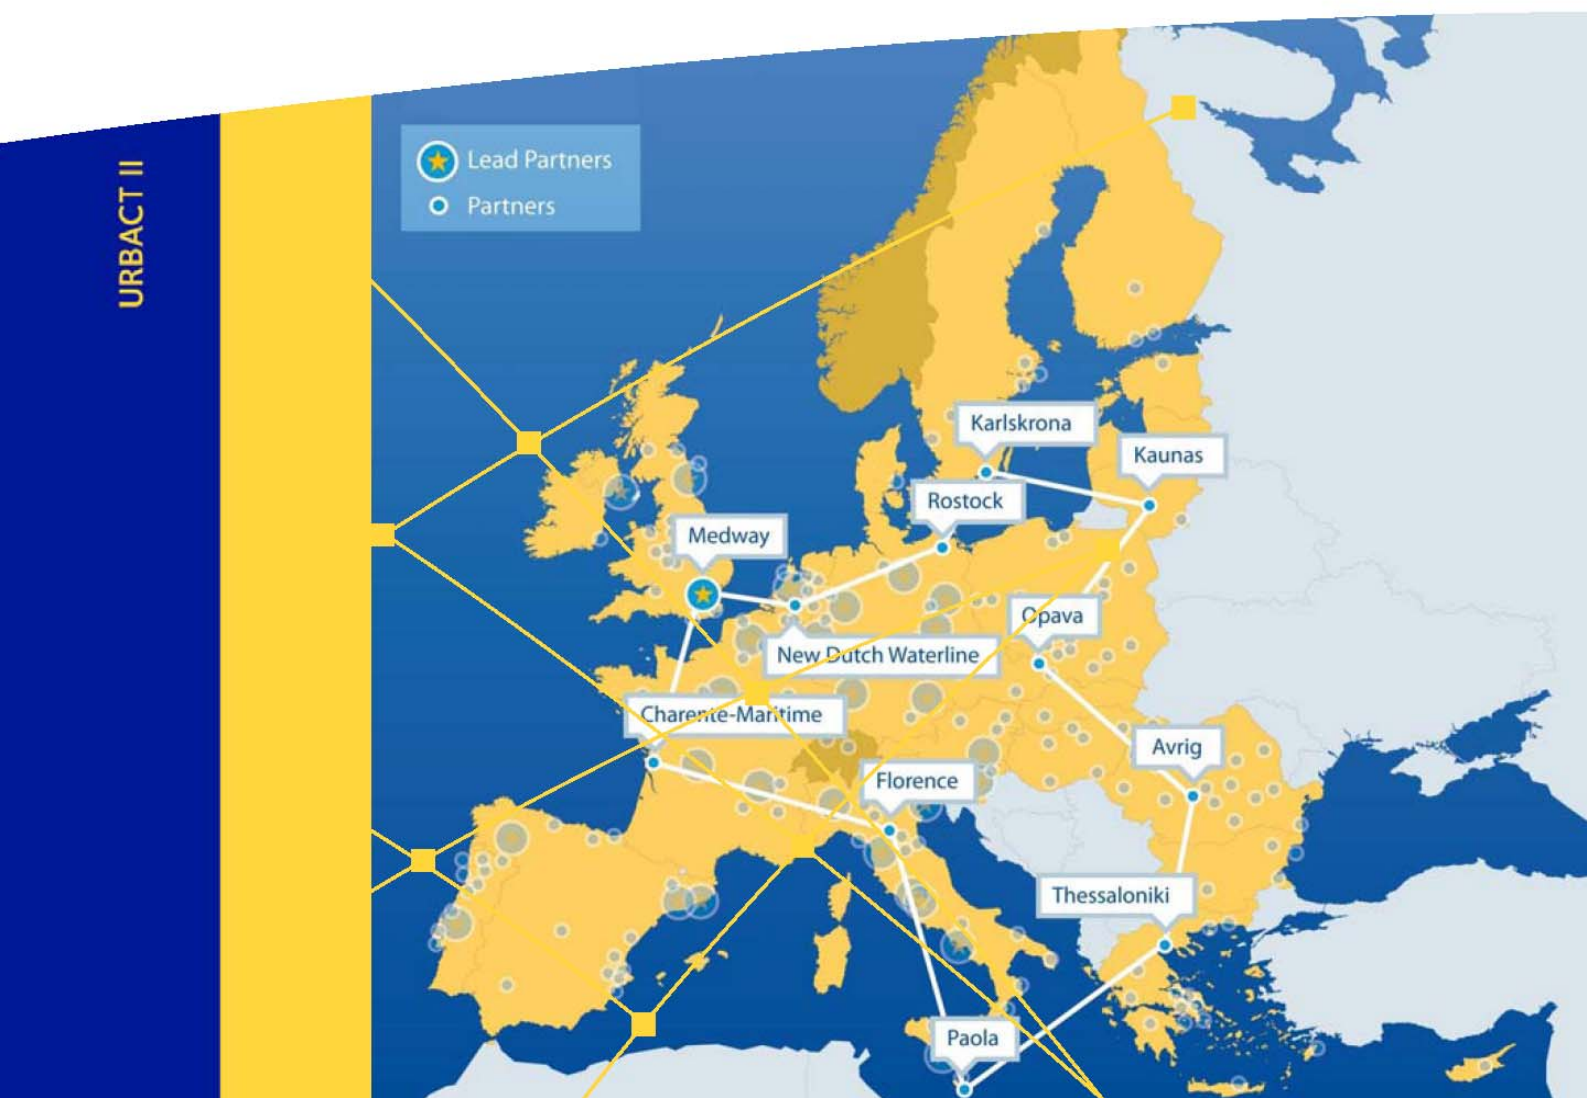 URBACT II
Lead Partners
Partners
Karlskrona
Kaunas
Rostock
Medway
Opava
New Dutch Waterline
Charente-Maritime
Avrig
Florence
Thessaloniki
Paola